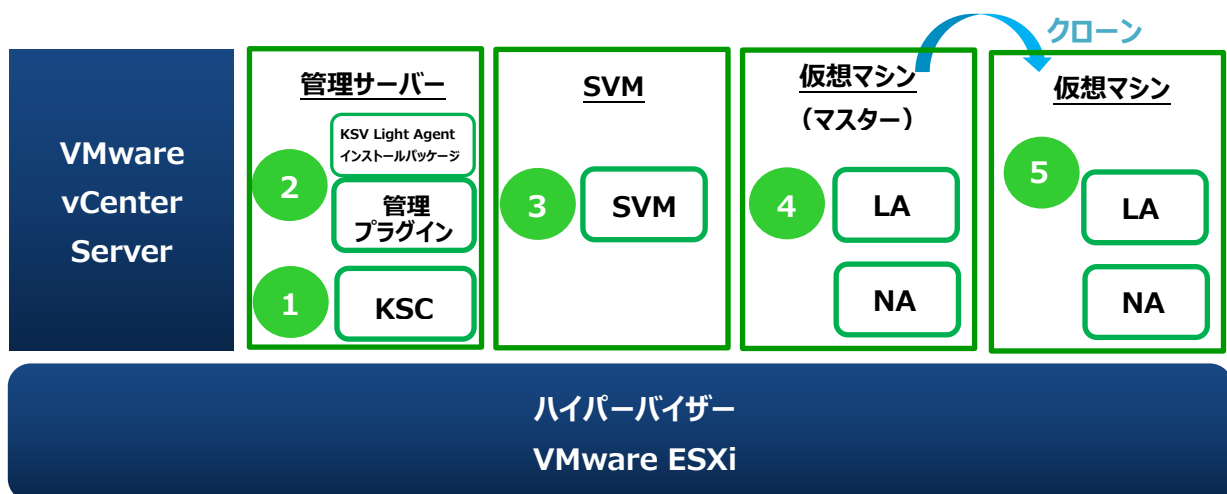 クローン
VMware
vCenter
Server
管理サーバー
KSV Light Agent
インストールパッケージ
2
管理
プラグイン
1
KSC
SVM
3
SVM
仮想マシン
（マスター）
4
LA
NA
仮想マシン
5
LA
NA
ハイパーバイザー
VMware ESXi